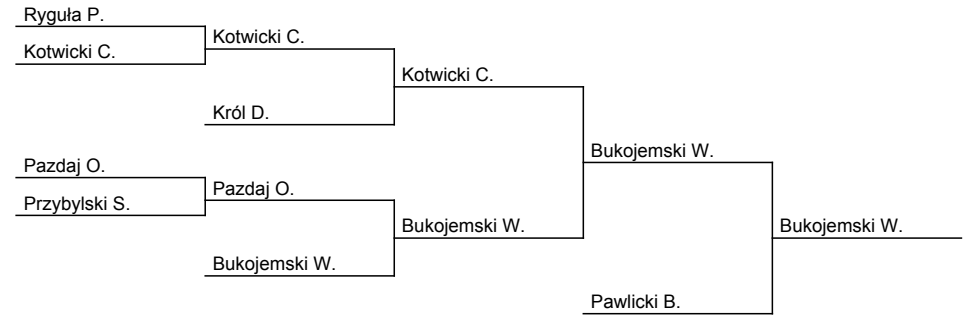 Ryguła P.
Kotwicki C.
Kotwicki C.
Kotwicki C.
Król D.
Bukojemski W.
Pazdaj O.
Pazdaj O.
Przybylski S.
Bukojemski W.
Bukojemski W.
Bukojemski W.
Pawlicki B.